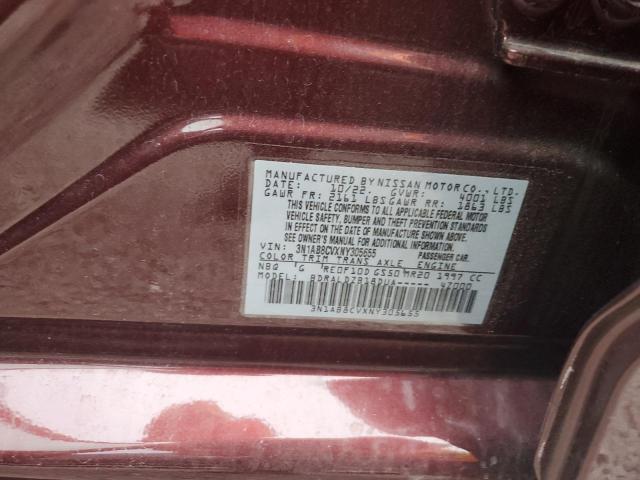 MANUFACTURED BY NISSAN MOTOR CO., LTD.
DATE: 10/22. GVWR: 4001 LBS
GAWR FR: 2161 LBS GAWR RR: 1863 LBS
THIS VEHICLE CONFORMS TO ALL APPLICABLE FEDERAL MOTOR
VEHICLE SAFETY, BUMPER AND THEFT PREVENTION STANDARDS
IN EFFECT ON THE DATE OF MANUFACTURE SHOWN ABOVE.
SEE OWNER'S MANUAL FOR ADDITIONAL INFORMATION.
VIN: 3N1AB8CVXNY305655 PASSENGER CAR
COLOR TRIM TRANS AXLE ENGINE
NBQ 'G 'RE0F10D GS50 MR20 1997 CC
MODEL: BDRALDZB18DUA----- 47000
3N1AB8CVXNY305655